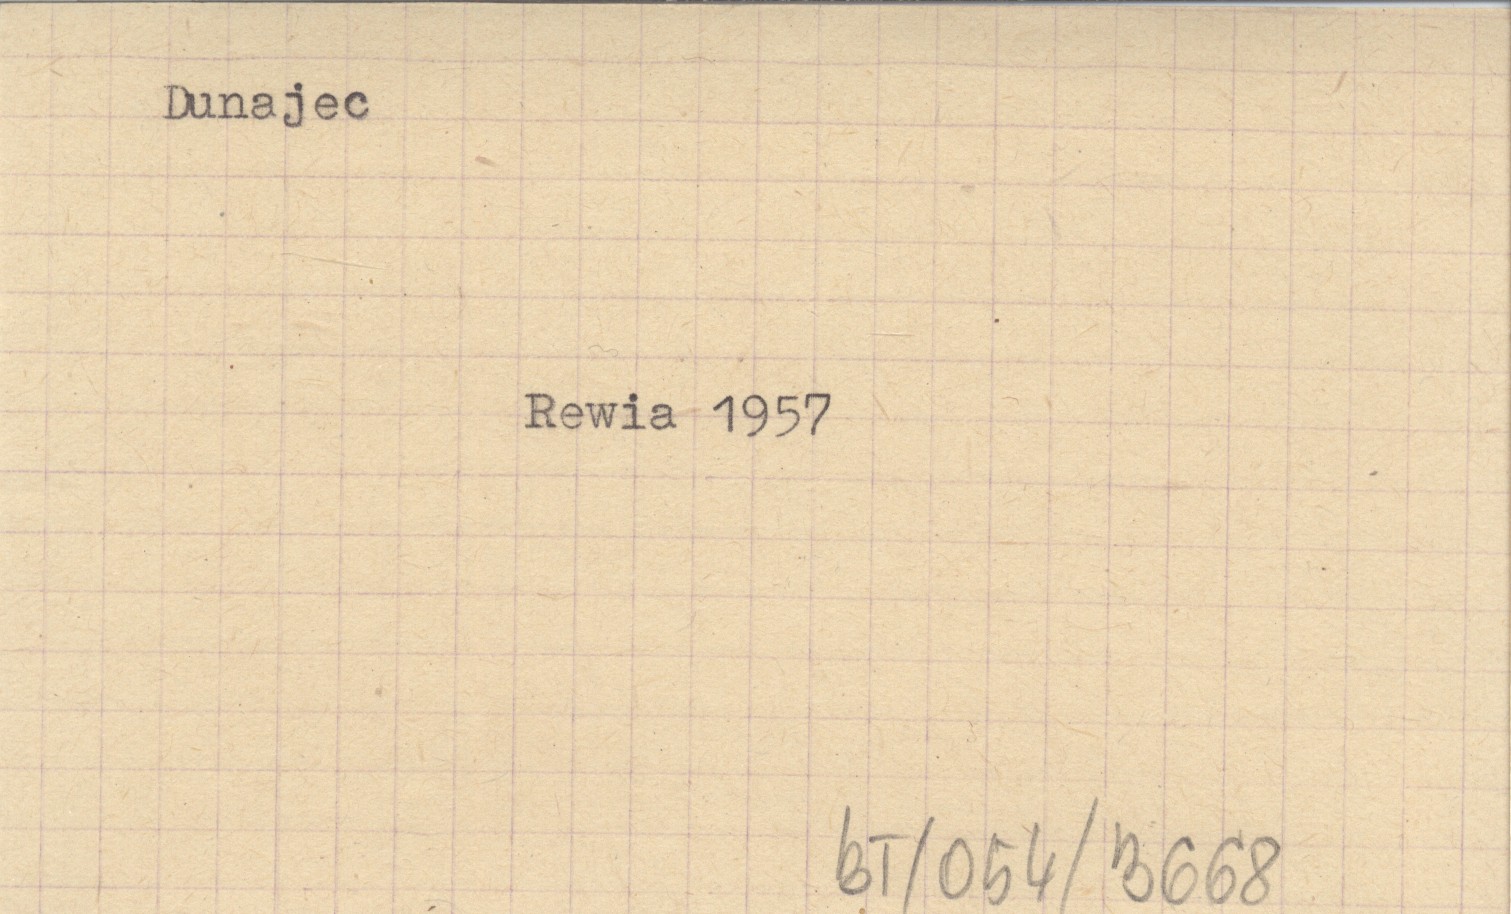 Dunajec
Rewia 1957
BT/054/3668